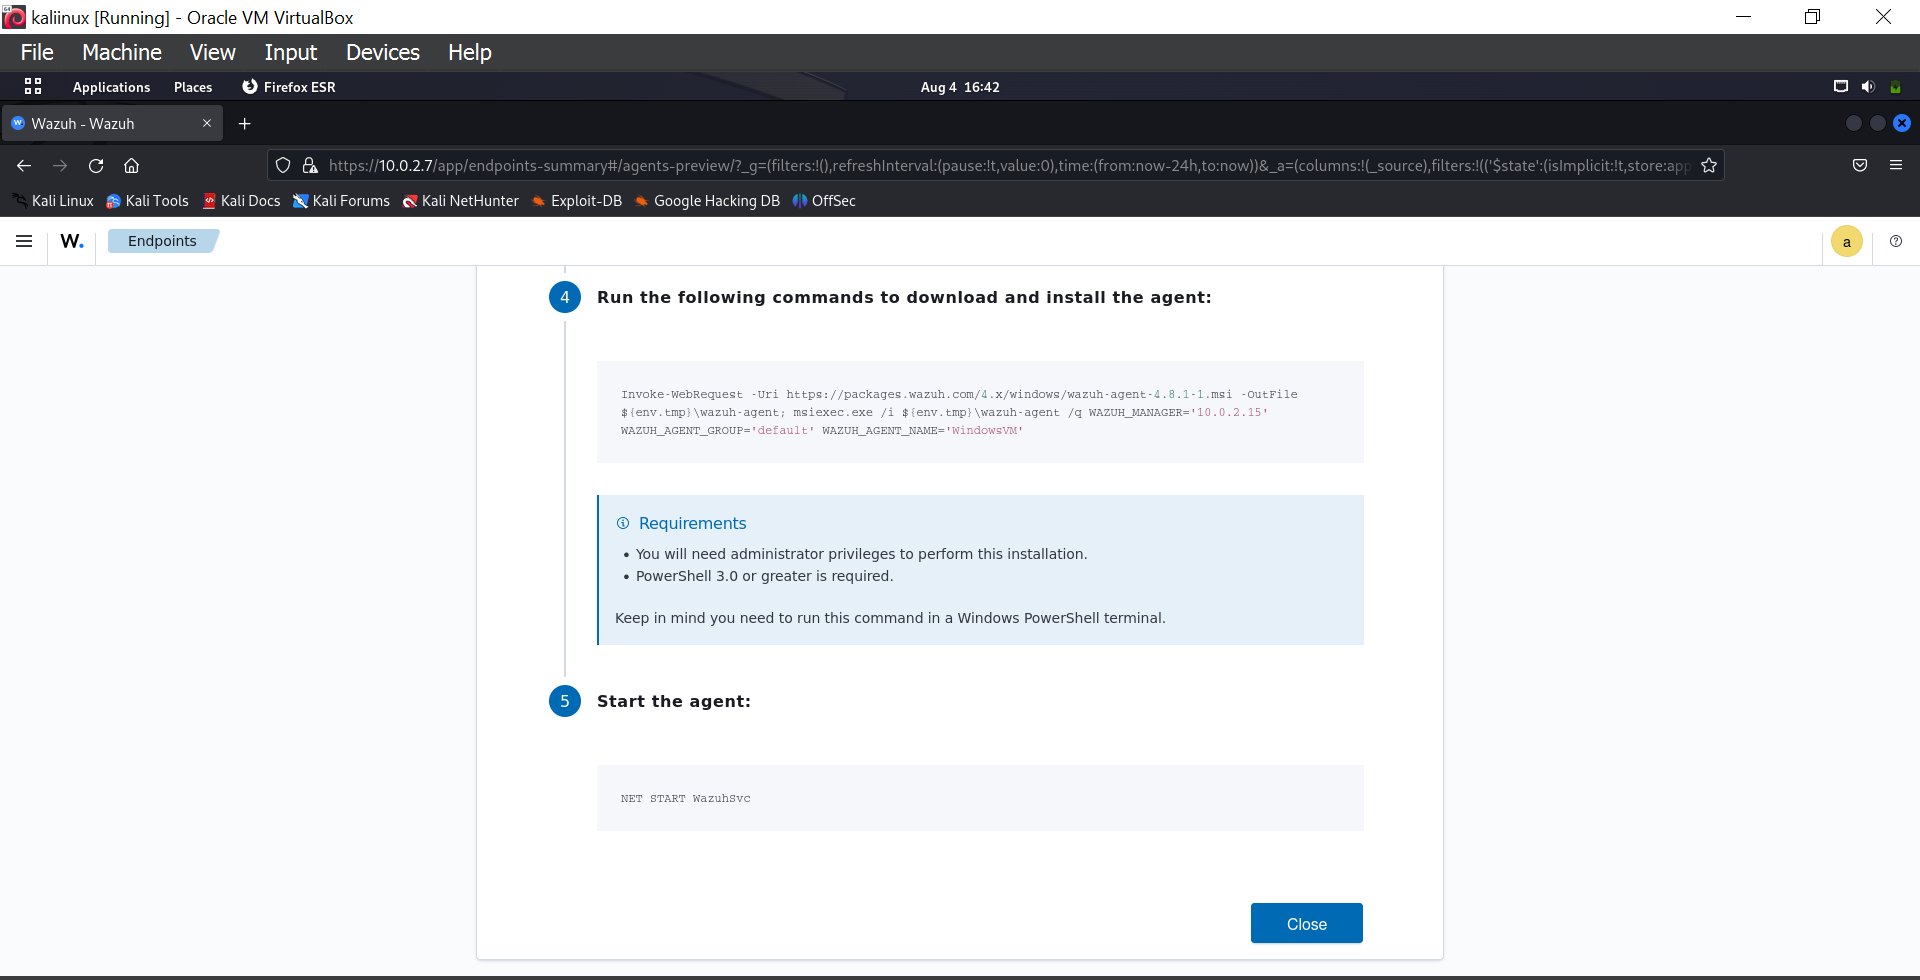 kaliinux [Running] - Oracle VM VirtualBox
File Machine View Input Devices Help
Applications Places Firefox ESR Aug 4 16:42
Wazuh - Wazuh
https://10.0.2.7/app/endpoints-summary#/agents-preview/?_g=(filters:!(),refreshInterval:(pause:!t,value:0),time:(from:now-24h,to:now))&_a=(columns:!(_source),filters:!(('$state':(isImplicit:!t,store:app
Kali Linux Kali Tools Kali Docs Kali Forums Kali NetHunter Exploit-DB Google Hacking DB OffSec
W. Endpoints a
4 Run the following commands to download and install the agent:
Invoke-WebRequest -Uri https://packages.wazuh.com/4.x/windows/wazuh-agent-4.8.1-1.msi -OutFile
${env.tmp}\wazuh-agent; msiexec.exe /i ${env.tmp}\wazuh-agent /q WAZUH_MANAGER='10.0.2.15'
WAZUH_AGENT_GROUP='default' WAZUH_AGENT_NAME='WindowsVM'
Requirements
• You will need administrator privileges to perform this installation.
• PowerShell 3.0 or greater is required.
Keep in mind you need to run this command in a Windows PowerShell terminal.
5 Start the agent:
NET START WazuhSvc
Close